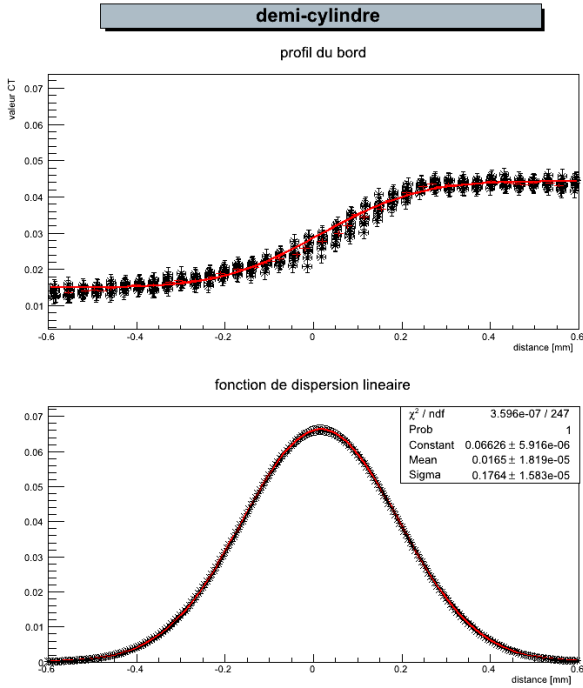 demi-cylindre
profil du bord
valeur CT
0.07
0.06
0.05
0.04
0.03
0.02
0.01
-0.6 -0.4 -0.2 0 0.2 0.4 0.6
distance [mm]
fonction de dispersion lineaire
χ² / ndf 3.596e-07 / 247
Prob 1
Constant 0.06626 ± 5.916e-06
Mean 0.0165 ± 1.819e-05
Sigma 0.1764 ± 1.583e-05
0.07
0.06
0.05
0.04
0.03
0.02
0.01
0
-0.6 -0.4 -0.2 0 0.2 0.4 0.6
distance [mm]